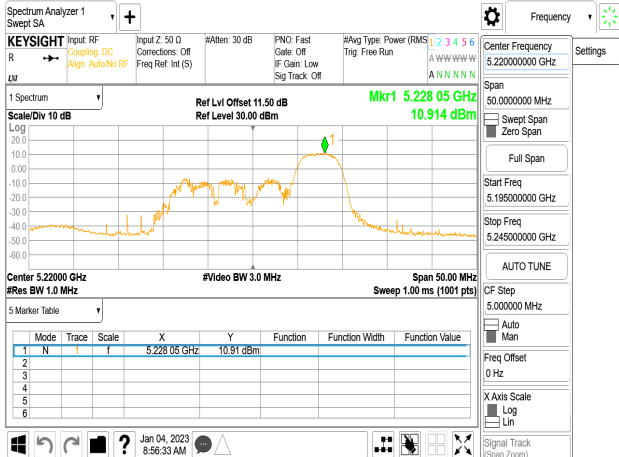 Spectrum Analyzer 1
Swept SA
KEYSIGHT Input: RF
R Coupling: DC
Align: Auto/No RF
LXI
Input Z: 50 Ω
Corrections: Off
Freq Ref: Int (S)
#Atten: 30 dB
PNO: Fast
Gate: Off
IF Gain: Low
Sig Track: Off
#Avg Type: Power (RMS
Trig: Free Run
1 2 3 4 5 6
A W W W W W
A N N N N N
1 Spectrum
Scale/Div 10 dB
Ref Lvl Offset 11.50 dB
Ref Level 30.00 dBm
Mkr1 5.228 05 GHz
10.914 dBm
Log
20.0
10.0
0.00
-10.0
-20.0
-30.0
-40.0
-50.0
-60.0
1
Center 5.22000 GHz
#Res BW 1.0 MHz
#Video BW 3.0 MHz
Span 50.00 MHz
Sweep 1.00 ms (1001 pts)
5 Marker Table
Mode Trace Scale X Y Function Function Width Function Value
1 N 1 f 5.228 05 GHz 10.91 dBm
2
3
4
5
6
? Jan 04, 2023
8:56:33 AM
Frequency
Settings
Center Frequency
5.220000000 GHz
Span
50.0000000 MHz
Swept Span
Zero Span
Full Span
Start Freq
5.195000000 GHz
Stop Freq
5.245000000 GHz
AUTO TUNE
CF Step
5.000000 MHz
Auto
Man
Freq Offset
0 Hz
X Axis Scale
Log
Lin
Signal Track
(Span Zoom)